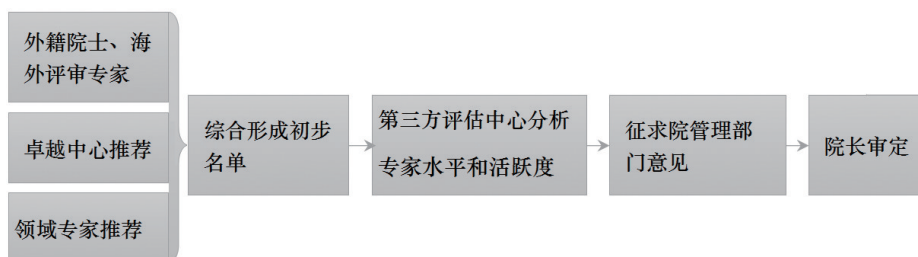 外籍院士、海
外评审专家
卓越中心推荐
领域专家推荐
综合形成初步
名单
第三方评估中心分析
专家水平和活跃度
征求院管理部
门意见
院长审定